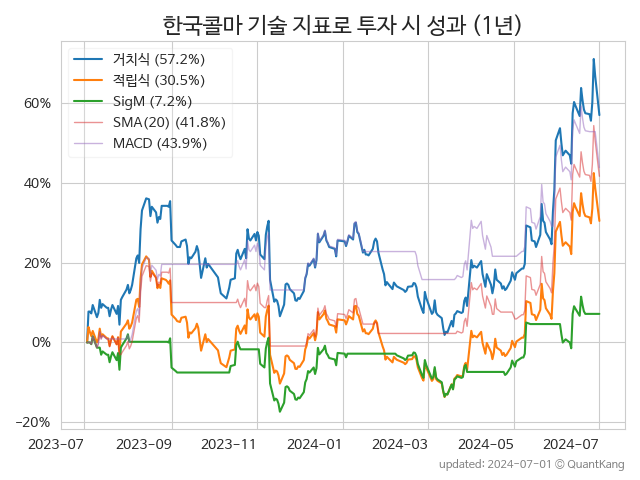 한국콜마 기술 지표로 투자 시 성과 (1년)
거치식 (57.2%)
적립식 (30.5%)
SigM (7.2%)
SMA(20) (41.8%)
MACD (43.9%)
60%
40%
20%
0%
−20%
2023-07 2023-09 2023-11 2024-01 2024-03 2024-05 2024-07
updated: 2024-07-01 © QuantKang